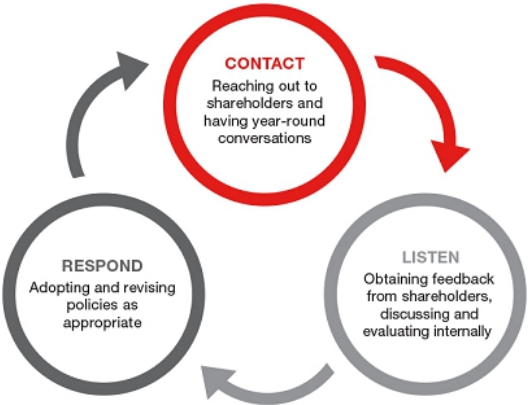 CONTACT
Reaching out to
shareholders and
having year-round
conversations
LISTEN
Obtaining feedback
from shareholders,
discussing and
evaluating internally
RESPOND
Adopting and revising
policies as
appropriate